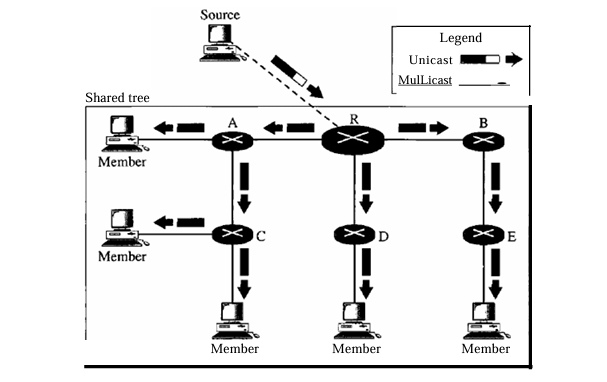 Source
Legend
Unicast
MulLicast
Shared tree
A R B
Member
C D E
Member
Member Member Member